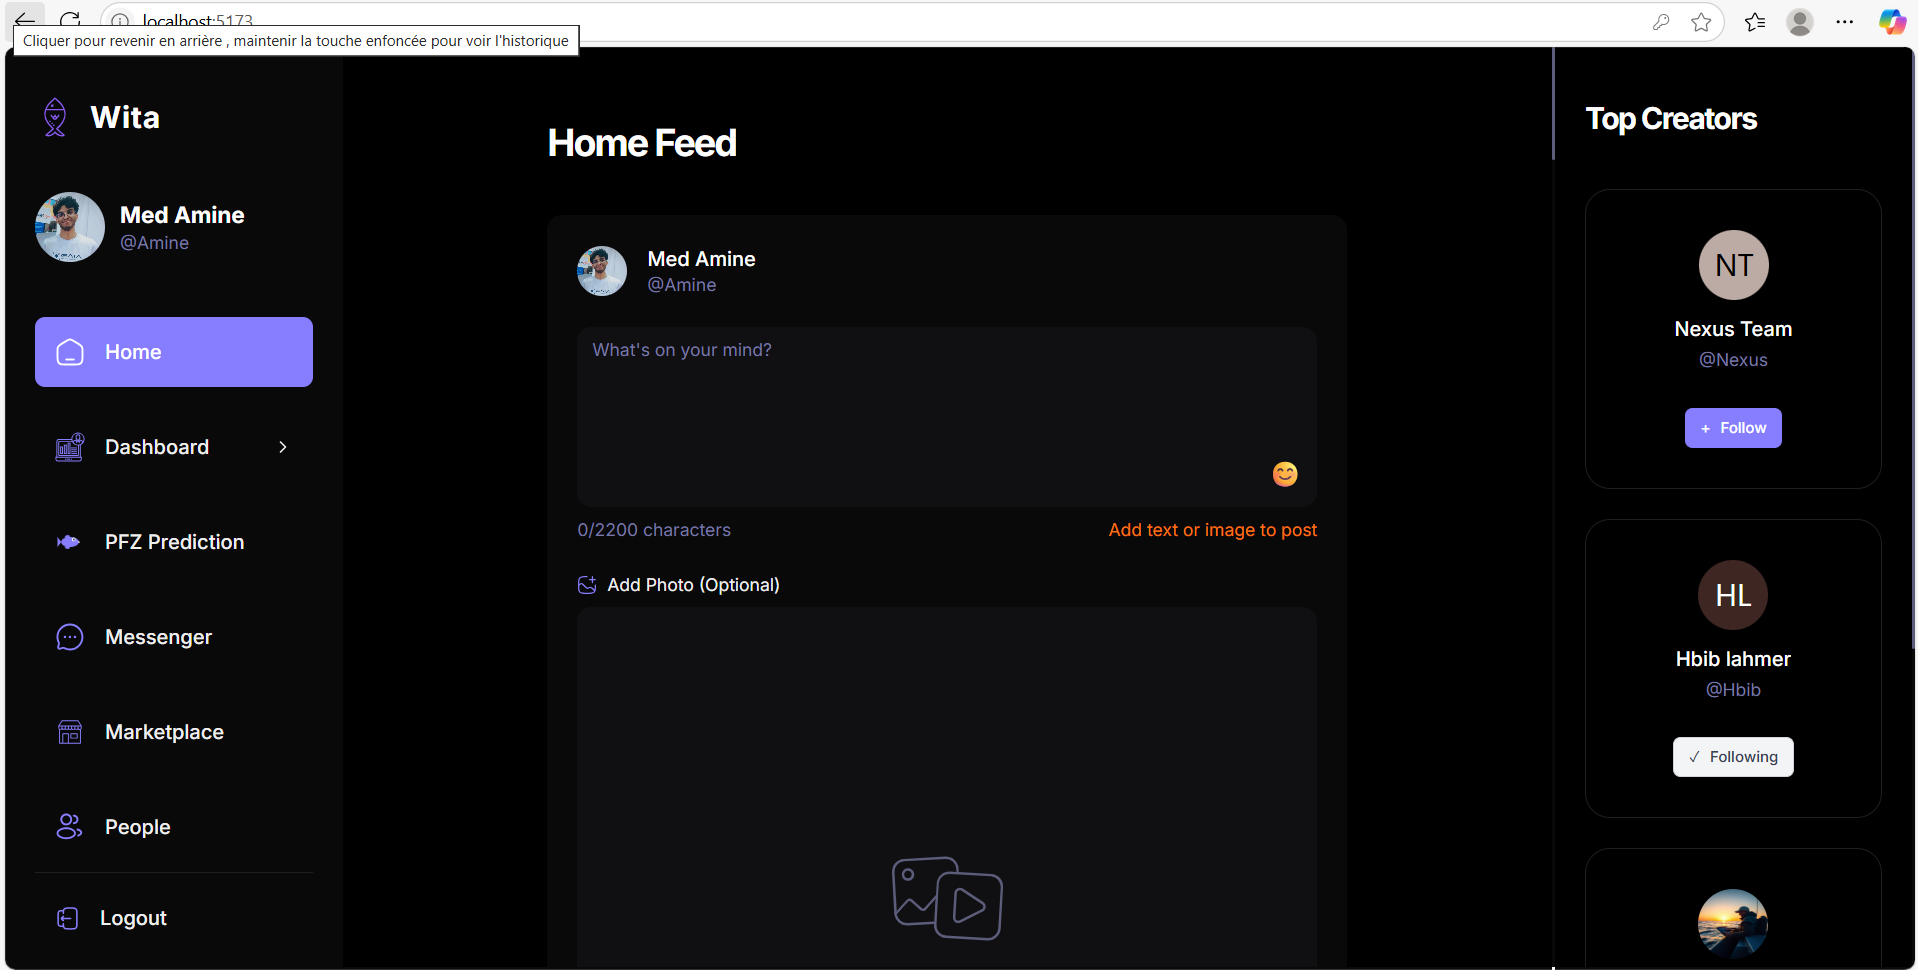 localhost:5173
Cliquer pour revenir en arrière , maintenir la touche enfoncée pour voir l'historique
Wita
Med Amine
@Amine
Home
Dashboard
PFZ Prediction
Messenger
Marketplace
People
Logout
Home Feed
Med Amine
@Amine
What's on your mind?
0/2200 characters
Add text or image to post
Add Photo (Optional)
Top Creators
NT
Nexus Team
@Nexus
+ Follow
HL
Hbib lahmer
@Hbib
✓ Following